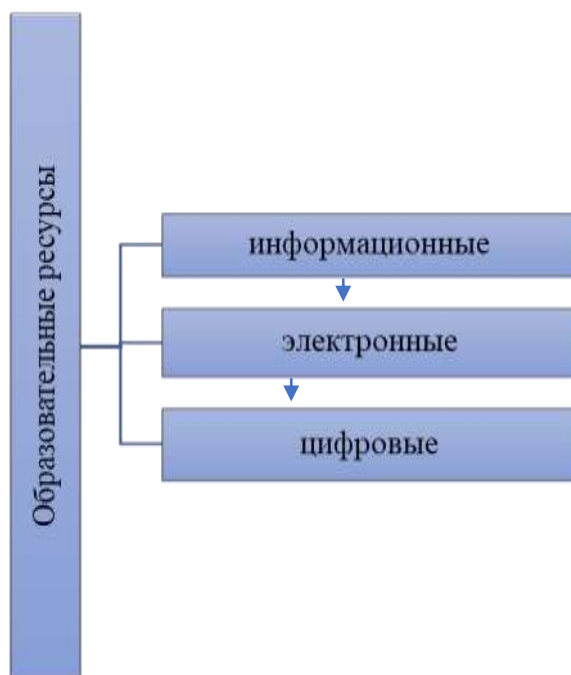 Образовательные ресурсы
информационные
электронные
цифровые